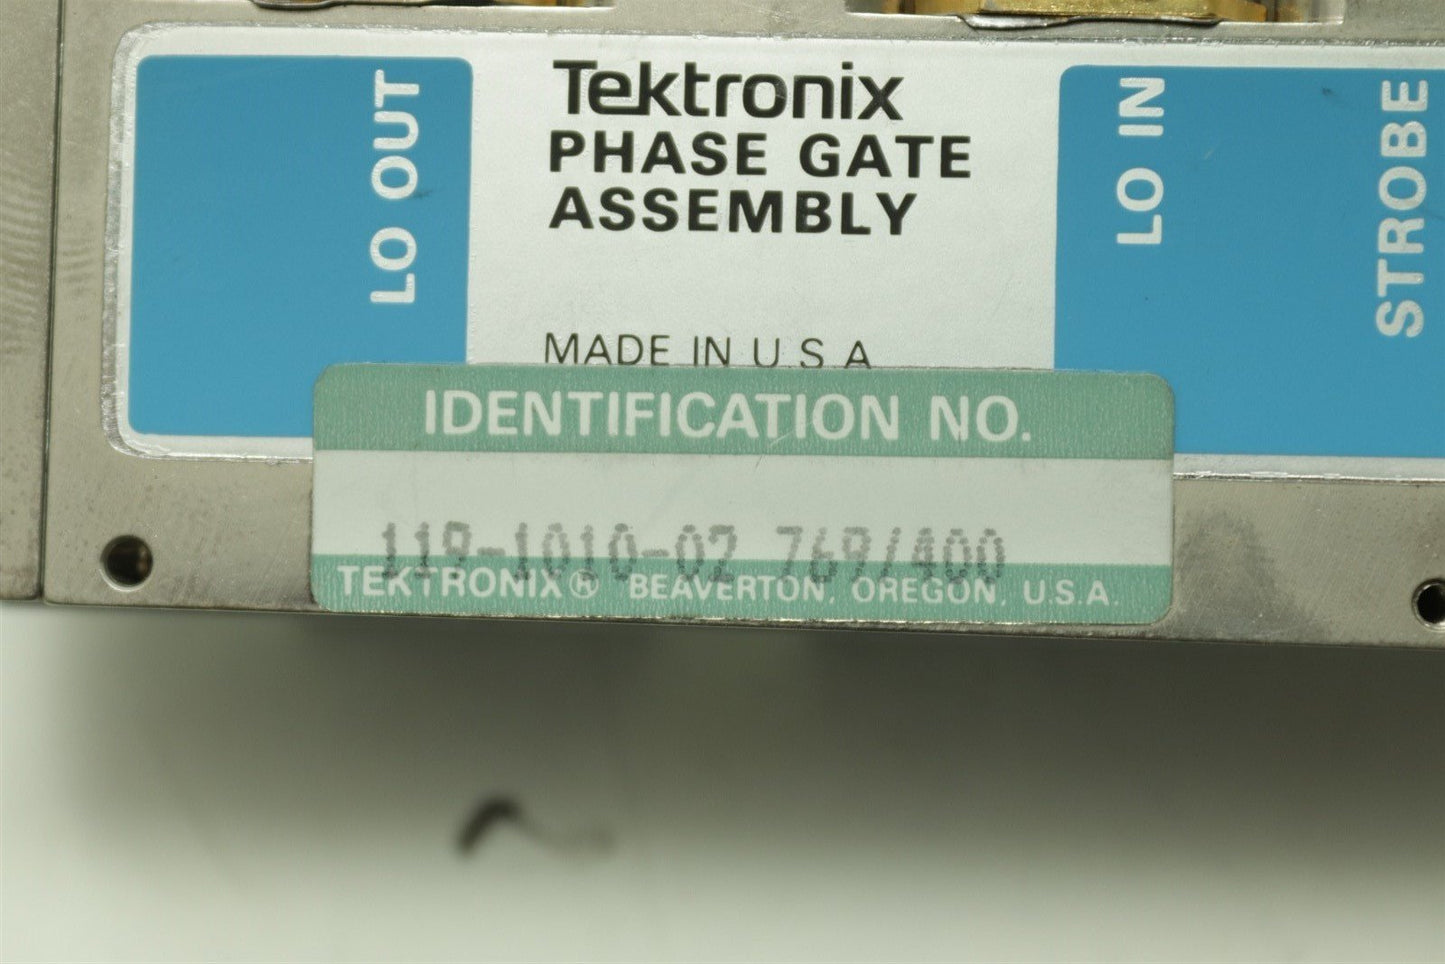 LO OUT
Tektronix
PHASE GATE
ASSEMBLY
MADE IN U.S.A
LO IN
STROBE
IDENTIFICATION NO.
119-1010-02 769/400
TEKTRONIX® BEAVERTON, OREGON, U.S.A.